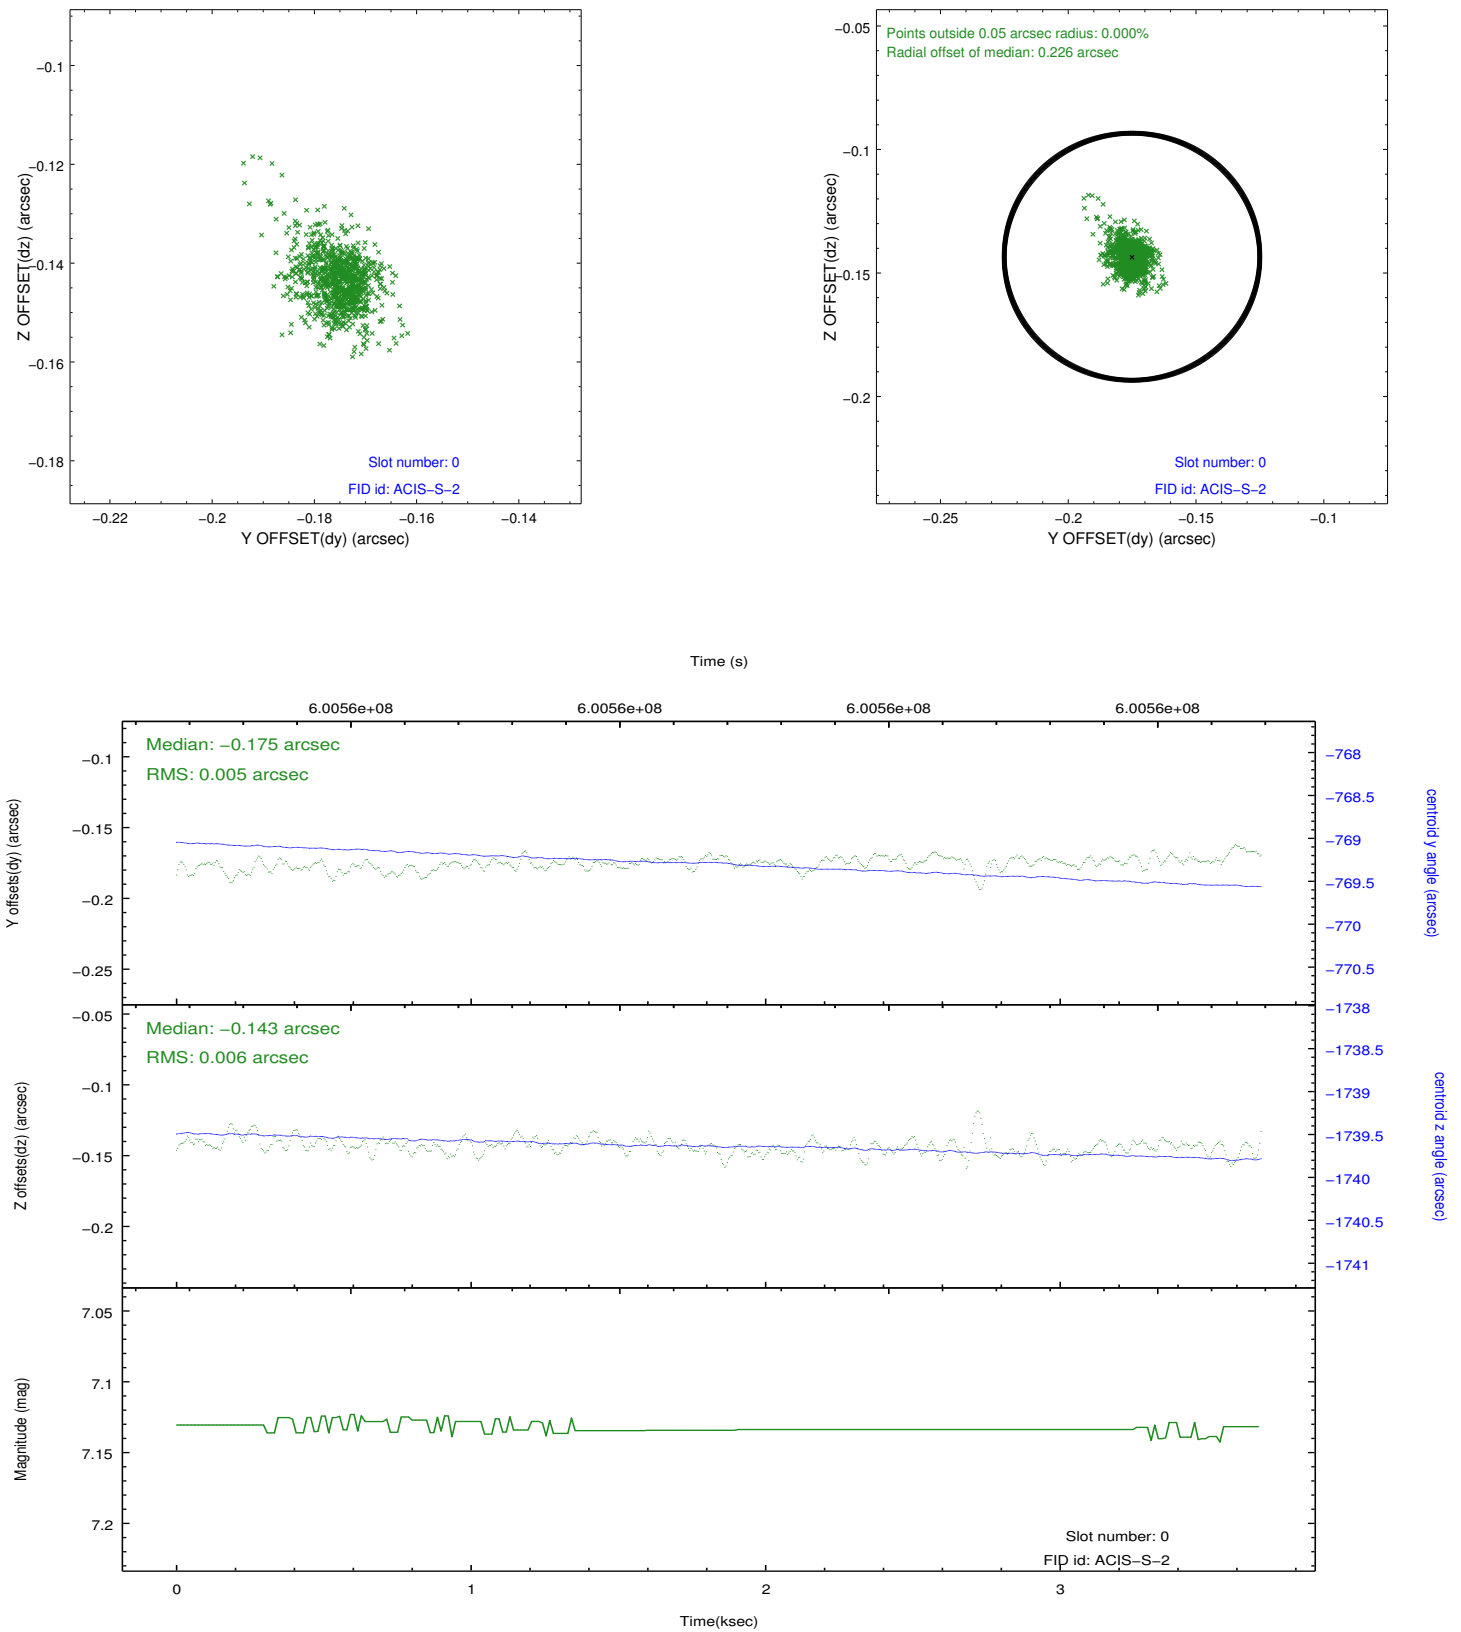 −0.1
−0.12
−0.14
−0.16
−0.18
Z OFFSET(dz) (arcsec)
−0.22
−0.2
−0.18
−0.16
−0.14
Y OFFSET(dy) (arcsec)
Slot number: 0
FID id: ACIS−S−2
Points outside 0.05 arcsec radius: 0.000%
Radial offset of median: 0.226 arcsec
−0.05
−0.1
−0.15
−0.2
Z OFFSET(dz) (arcsec)
−0.25
−0.2
−0.15
−0.1
Y OFFSET(dy) (arcsec)
Slot number: 0
FID id: ACIS−S−2
Time (s)
6.0056e+08
6.0056e+08
6.0056e+08
6.0056e+08
Median: −0.175 arcsec
RMS: 0.005 arcsec
−0.1
−0.15
−0.2
−0.25
Y offsets(dy) (arcsec)
−768
−768.5
−769
−769.5
−770
−770.5
centroid y angle (arcsec)
Median: −0.143 arcsec
RMS: 0.006 arcsec
−0.05
−0.1
−0.15
−0.2
Z offsets(dz) (arcsec)
−1738
−1738.5
−1739
−1739.5
−1740
−1740.5
−1741
centroid z angle (arcsec)
7.05
7.1
7.15
7.2
Magnitude (mag)
Slot number: 0
FID id: ACIS−S−2
0
1
2
3
Time(ksec)